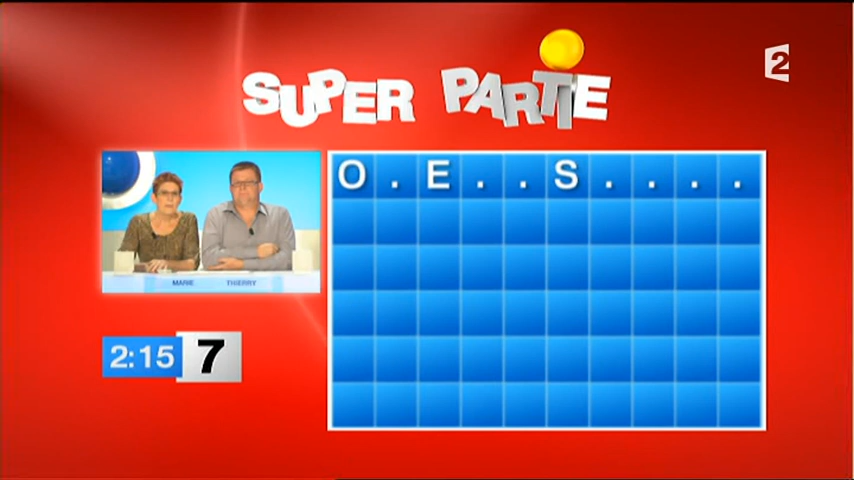 SUPER PARTIE
2
O . E . . S . . . .
MARIE THIERRY
2:15 7